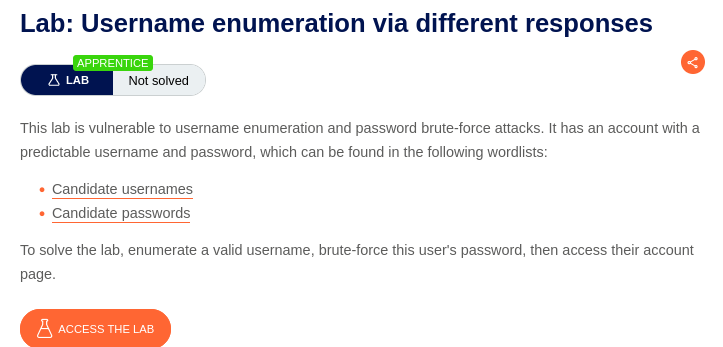 Lab: Username enumeration via different responses
APPRENTICE
LAB
Not solved
This lab is vulnerable to username enumeration and password brute-force attacks. It has an account with a
predictable username and password, which can be found in the following wordlists:
Candidate usernames
Candidate passwords
To solve the lab, enumerate a valid username, brute-force this user's password, then access their account
page.
ACCESS THE LAB